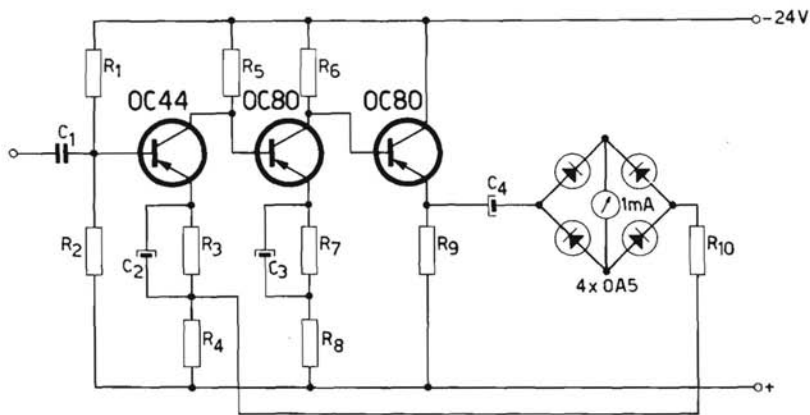 −24V
R1
R5
R6
OC44
OC80
OC80
C1
C4
1mA
R2
C2
R3
C3
R7
R9
R10
4 x OA5
R4
R8
+